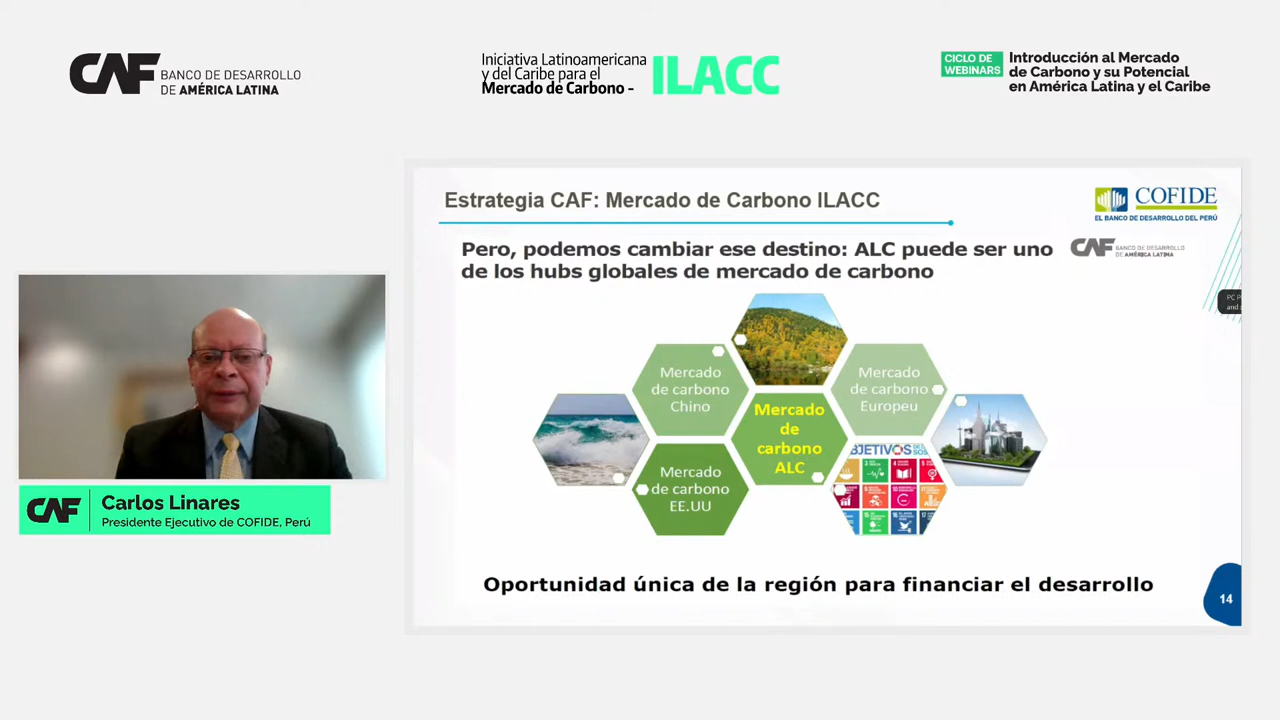 CAF BANCO DE DESARROLLO
DE AMÉRICA LATINA
Iniciativa Latinoamericana
y del Caribe para el
Mercado de Carbono -
ILACC
CICLO DE
WEBINARS
Introducción al Mercado
de Carbono y su Potencial
en América Latina y el Caribe
Estrategia CAF: Mercado de Carbono ILACC
COFIDE
EL BANCO DE DESARROLLO DEL PERÚ
Pero, podemos cambiar ese destino: ALC puede ser uno
de los hubs globales de mercado de carbono
CAF BANCO DE DESARROLLO
DE AMÉRICA LATINA
Mercado
de carbono
Chino
Mercado
de carbono
Europeu
Mercado
de
carbono
ALC
Mercado
de carbono
EE.UU
Oportunidad única de la región para financiar el desarrollo
14
CAF
Carlos Linares
Presidente Ejecutivo de COFIDE, Perú